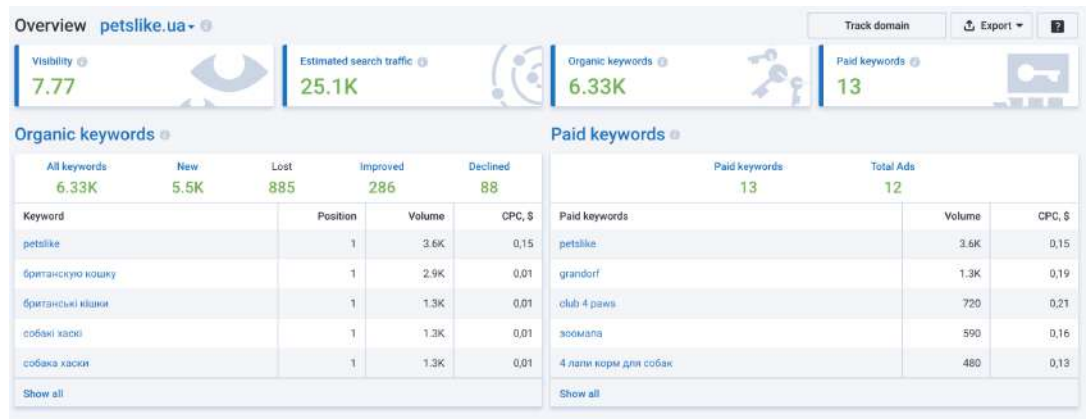 Overview petslike.ua
Track domain
Export
Visibility
7.77
Estimated search traffic
25.1K
Organic keywords
6.33K
Paid keywords
13
Organic keywords
All keywords New Lost Improved Declined
6.33K 5.5K 885 286 88
Keyword Position Volume CPC, $
petslike 1 3.6K 0,15
британскую кошку 1 2.9K 0,01
британські кішки 1 1.3K 0,01
собакі хаскі 1 1.3K 0,01
собака хаски 1 1.3K 0,01
Show all
Paid keywords
Paid keywords Total Ads
13 12
Paid keywords Volume CPC, $
petslike 3.6K 0,15
grandorf 1.3K 0,19
club 4 paws 720 0,21
зоомапа 590 0,16
4 лапи корм для собак 480 0,13
Show all